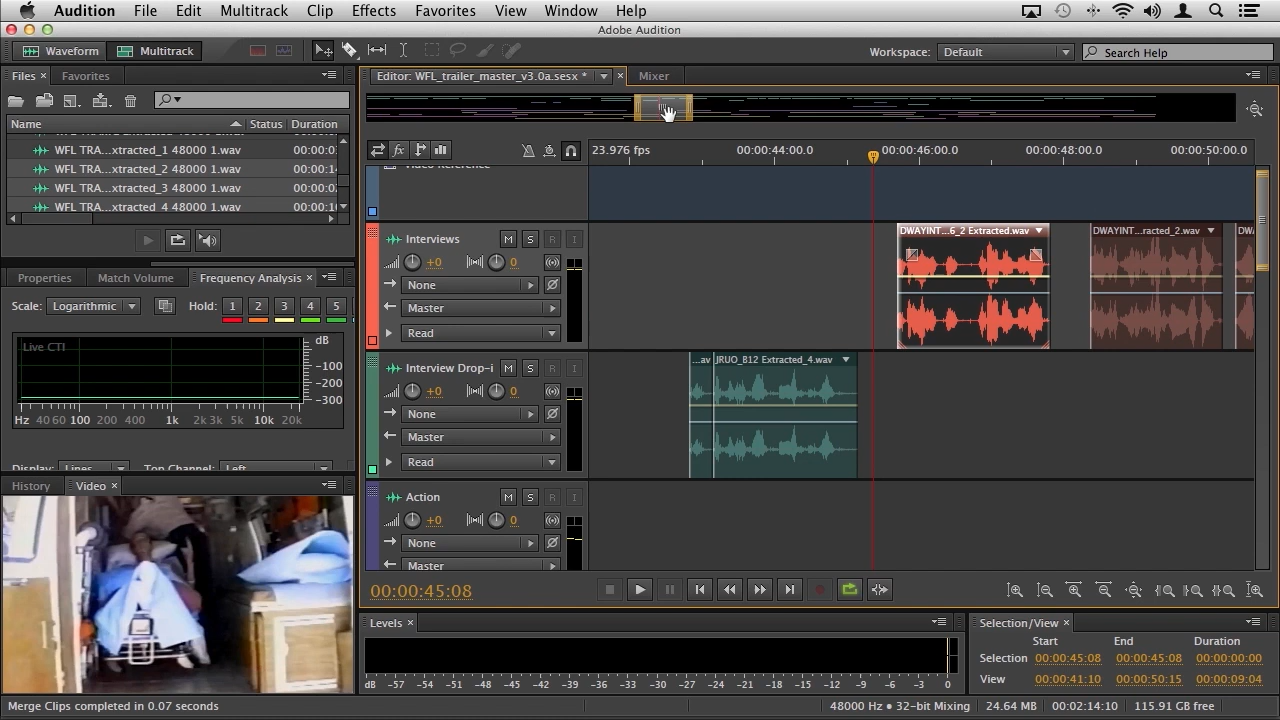 Audition File Edit Multitrack Clip Effects Favorites View Window Help
Adobe Audition
Waveform Multitrack Workspace: Default Search Help
Files Favorites
Editor: WFL_trailer_master_v3.0a.sesx * Mixer
Name Status Duration
WFL TRA...xtracted_1 48000 1.wav
WFL TRA...xtracted_2 48000 1.wav
WFL TRA...xtracted_3 48000 1.wav
WFL TRA...xtracted_4 48000 1.wav
23.976 fps 00:00:44:00.0 00:00:46:00.0 00:00:48:00.0 00:00:50:00.0
Video Reference
Interviews M S R I
+0 0
None
Master
Read
DWAYINT...6_2 Extracted.wav DWAYINT...racted_2.wav
Interview Drop-i M S R I
+0 0
None
Master
Read
...av JRUO_B12 Extracted_4.wav
Action M S R I
+0 0
None
Master
Properties Match Volume Frequency Analysis
Scale: Logarithmic Hold: 1 2 3 4 5
Live CTI
dB
-100
-200
-300
Hz 40 60 100 200 400 1k 2k 3k 5k 10k 20k
Display: Lines Top Channel: Left
History Video
00:00:45:08
Levels
dB -57 -54 -51 -48 -45 -42 -39 -36 -33 -30 -27 -24 -21 -18 -15 -12 -9 -6 -3 0
Selection/View
Start End Duration
Selection 00:00:45:08 00:00:45:08 00:00:00:00
View 00:00:41:10 00:00:50:15 00:00:09:04
Merge Clips completed in 0.07 seconds
48000 Hz • 32-bit Mixing 24.64 MB 00:02:14:10 115.91 GB free